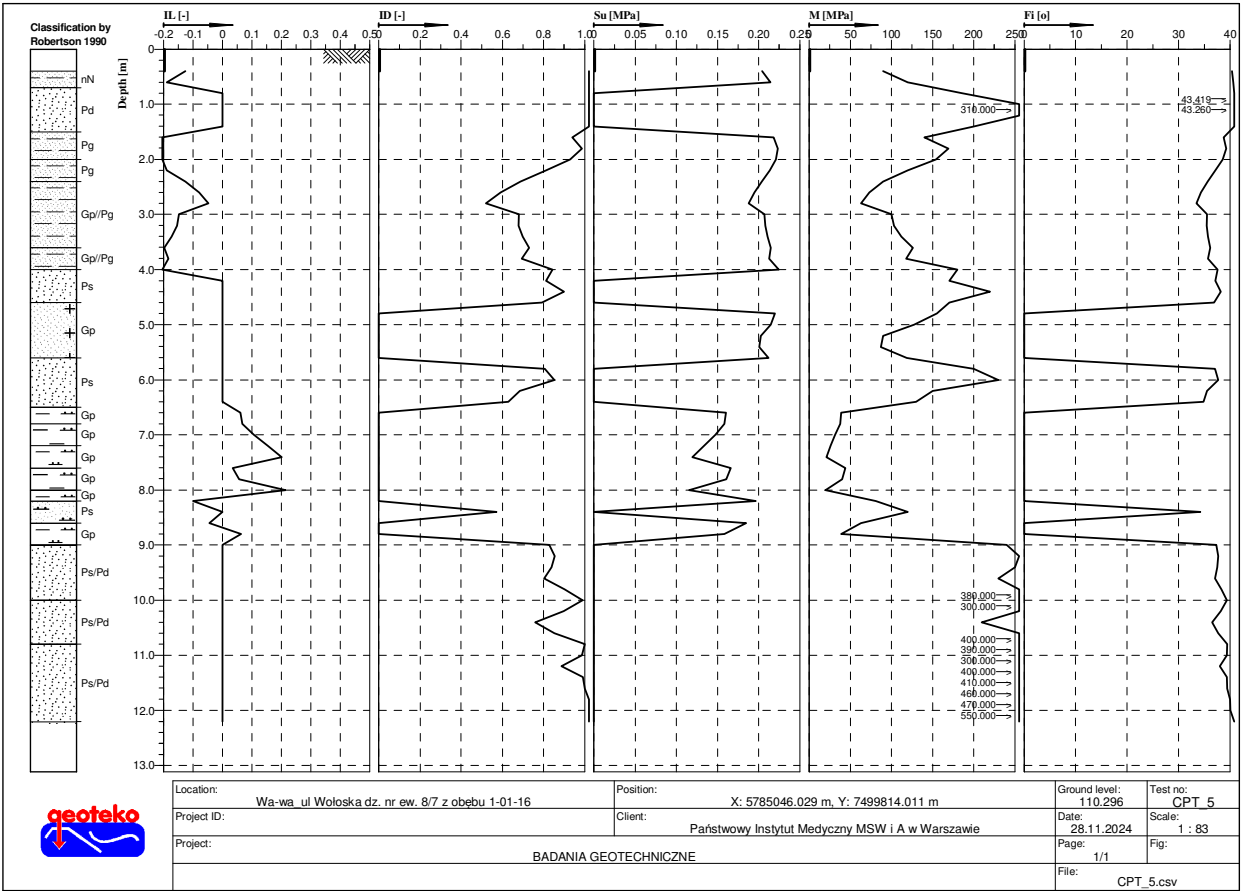 Classification by
Robertson 1990
IL [-]
ID [-]
Su [MPa]
M [MPa]
Fi [o]
-0.2 -0.1 0 0.1 0.2 0.3 0.4 0.5
0 0.2 0.4 0.6 0.8 1.0
0 0.05 0.10 0.15 0.20 0.25
0 50 100 150 200 250
0 10 20 30 40
Depth [m]
0
1.0
2.0
3.0
4.0
5.0
6.0
7.0
8.0
9.0
10.0
11.0
12.0
13.0
nN
Pd
Pg
Pg
Gp//Pg
Gp//Pg
Ps
Gp
Ps
Gp
Gp
Gp
Gp
Gp
Ps
Gp
Ps/Pd
Ps/Pd
Ps/Pd
310.000
380.000
300.000
400.000
390.000
300.000
400.000
410.000
460.000
470.000
550.000
43.419
43.260
geoteko
Location:
Wa-wa_ul Wołoska dz. nr ew. 8/7 z obębu 1-01-16
Position:
X: 5785046.029 m, Y: 7499814.011 m
Ground level:
110.296
Test no:
CPT_5
Project ID:
Client:
Państwowy Instytut Medyczny MSW i A w Warszawie
Date:
28.11.2024
Scale:
1 : 83
Project:
BADANIA GEOTECHNICZNE
Page:
1/1
Fig:
File:
CPT_5.csv